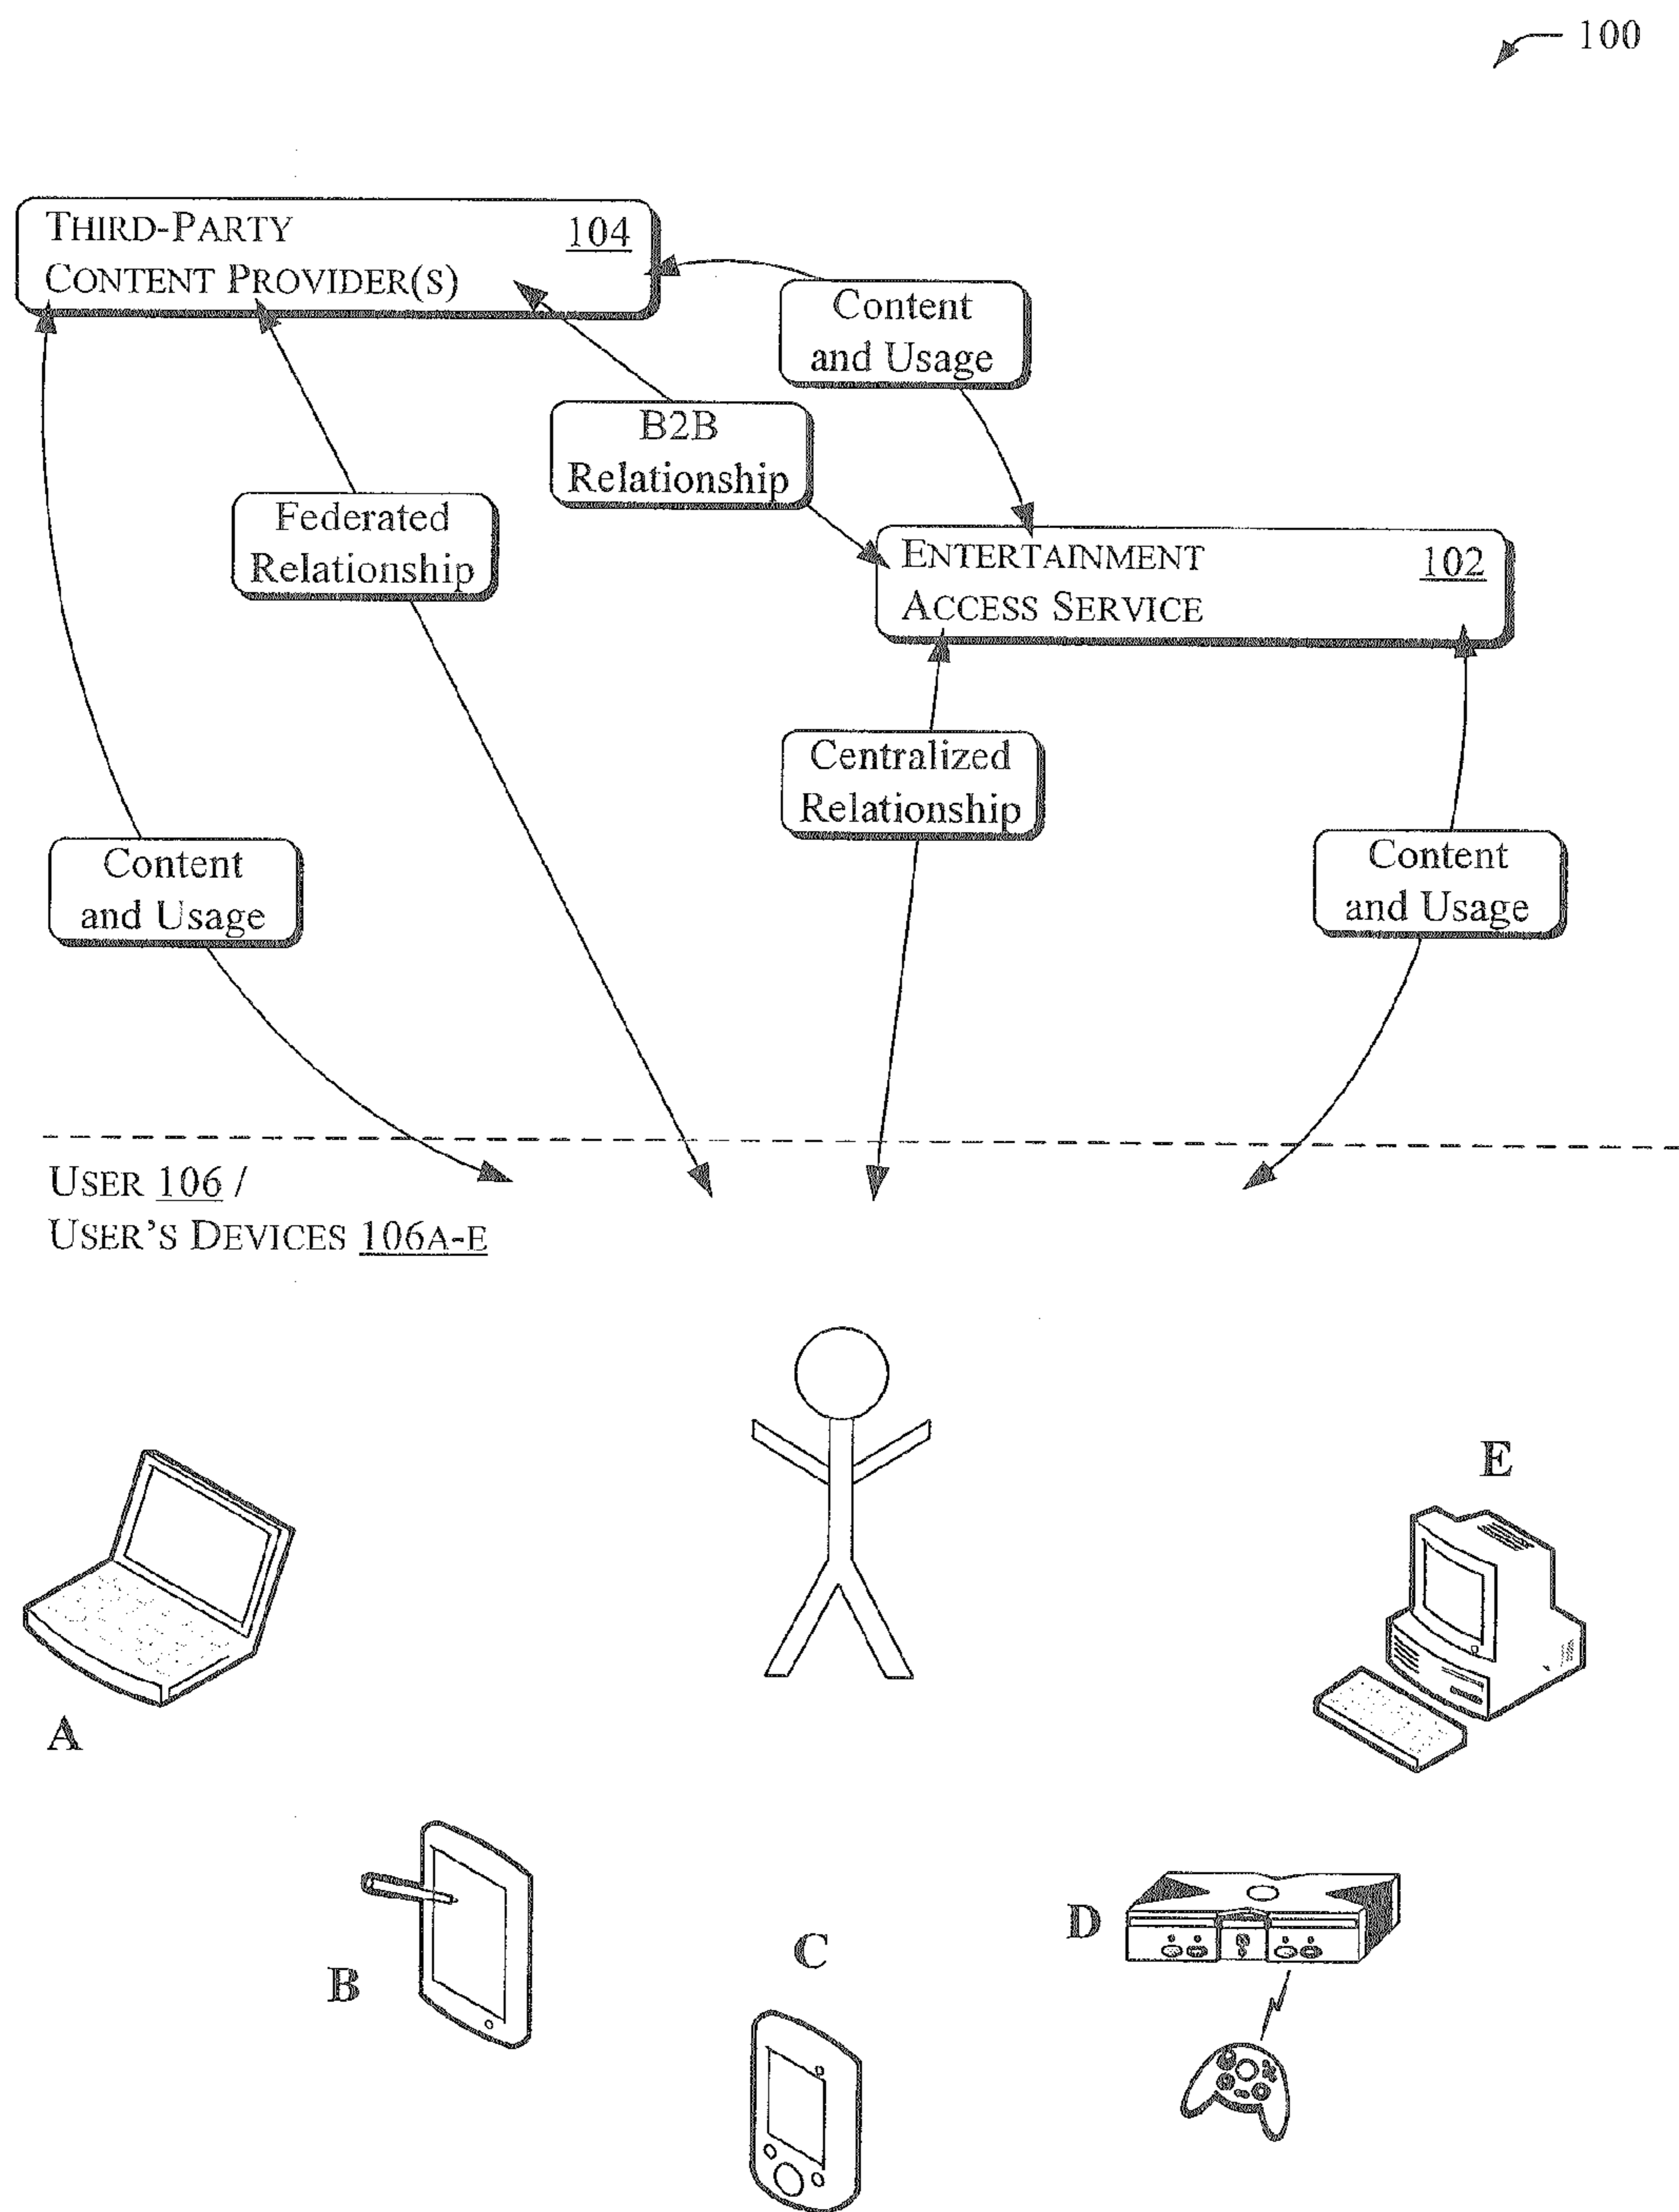 100
THIRD-PARTY 104
CONTENT PROVIDER(S)
Content
and Usage
B2B
Relationship
Federated
Relationship
ENTERTAINMENT 102
ACCESS SERVICE
Centralized
Relationship
Content
and Usage
Content
and Usage
USER 106 /
USER'S DEVICES 106A-E
E
A
B
C
D